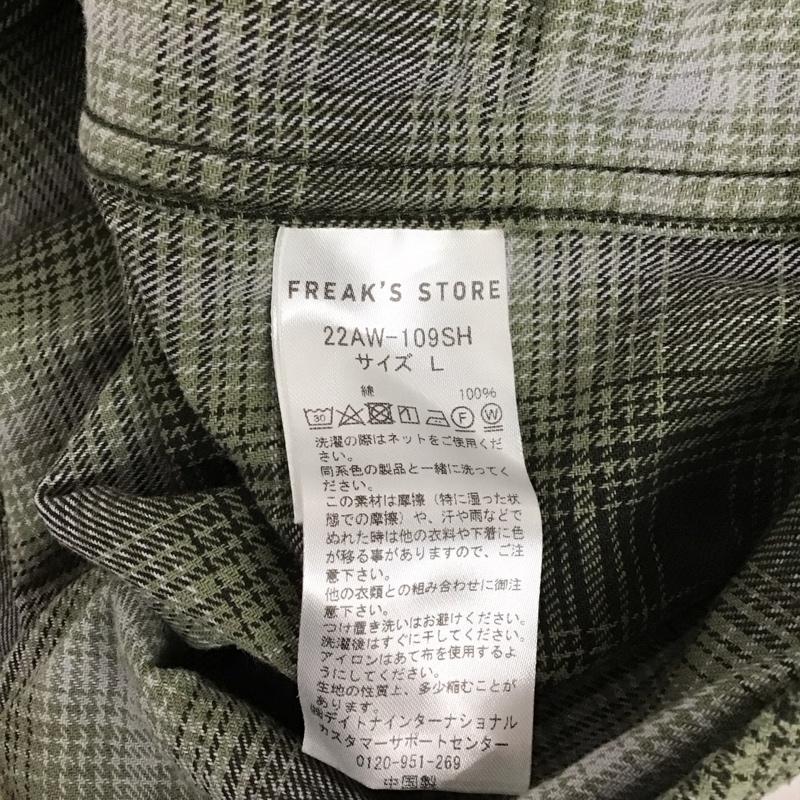 FREAK'S STORE
22AW-109SH
サイズ L
綿 100%
30 F W
洗濯の際はネットをご使用くだ
さい。
同系色の製品と一緒に洗ってく
ださい。
この素材は摩擦（特に湿った状
態での摩擦）や、汗や雨などで
ぬれた時は他の衣料や下着に色
が移る事がありますので、ご注
意下さい。
他の衣類との組み合わせに御注
意下さい。
つけ置き洗いはお避けください。
洗濯後はすぐに干してください。
アイロンはあて布を使用するよ
うにしてください。
生地の性質上、多少縮むことが
あります。
㈱デイトナインターナショナル
カスタマーサポートセンター
0120-951-269
中国製